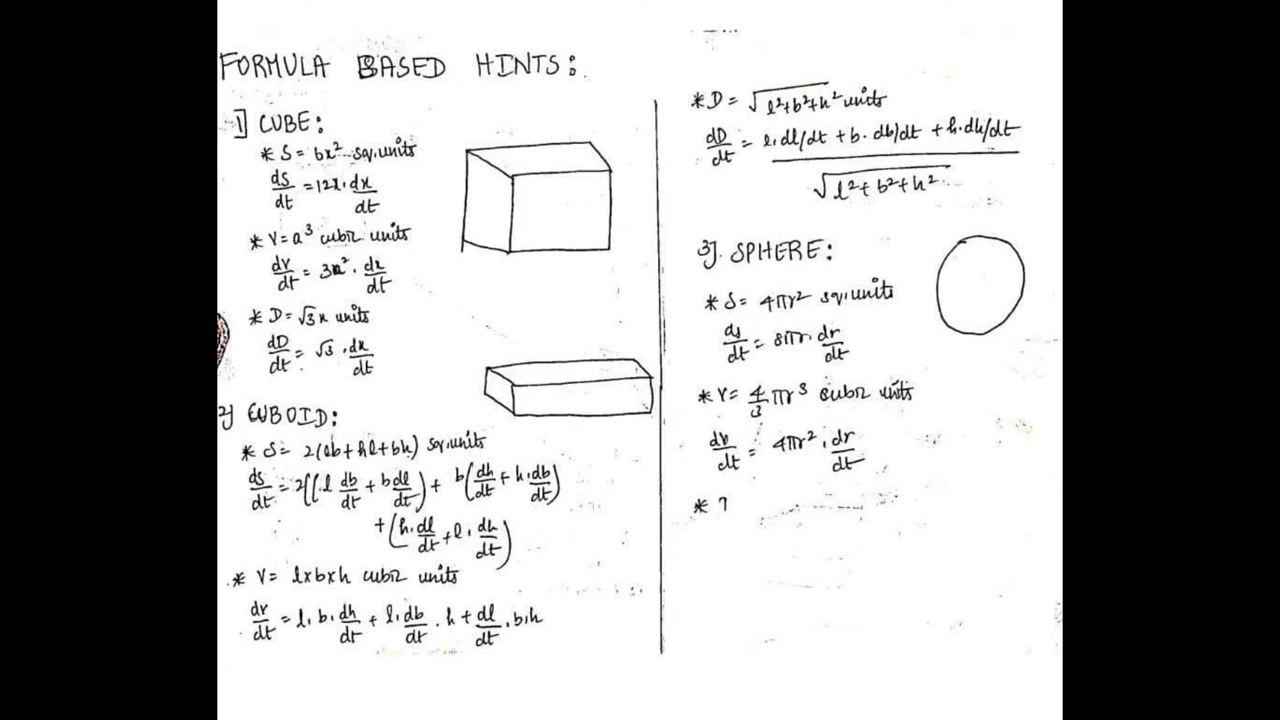 FORMULA BASED HINTS:
1] CUBE:
* S = 6x² sq.units
ds/dt = 12x. dx/dt
* V = a³ cubic units
dv/dt = 3x². dx/dt
* D = √3x units
dD/dt = √3. dx/dt
2] CUBOID:
* S = 2(lb+hl+bh) sq.units
ds/dt = 2((l db/dt + b dl/dt) + b(dh/dt + h.db/dt)
+(h.dl/dt + l.dh/dt)
* V = l×b×h cubic units
dv/dt = l.b.dh/dt + l.db/dt.h + dl/dt.b.h
* D = √l²+b²+h² units
dD/dt = l.dl/dt + b.db/dt + h.dh/dt
√l²+b²+h²
3]. SPHERE:
* S = 4πr² sq.units
ds/dt = 8πr. dr/dt
* V = 4/3 πr³ cubic units
dv/dt = 4πr². dr/dt
*